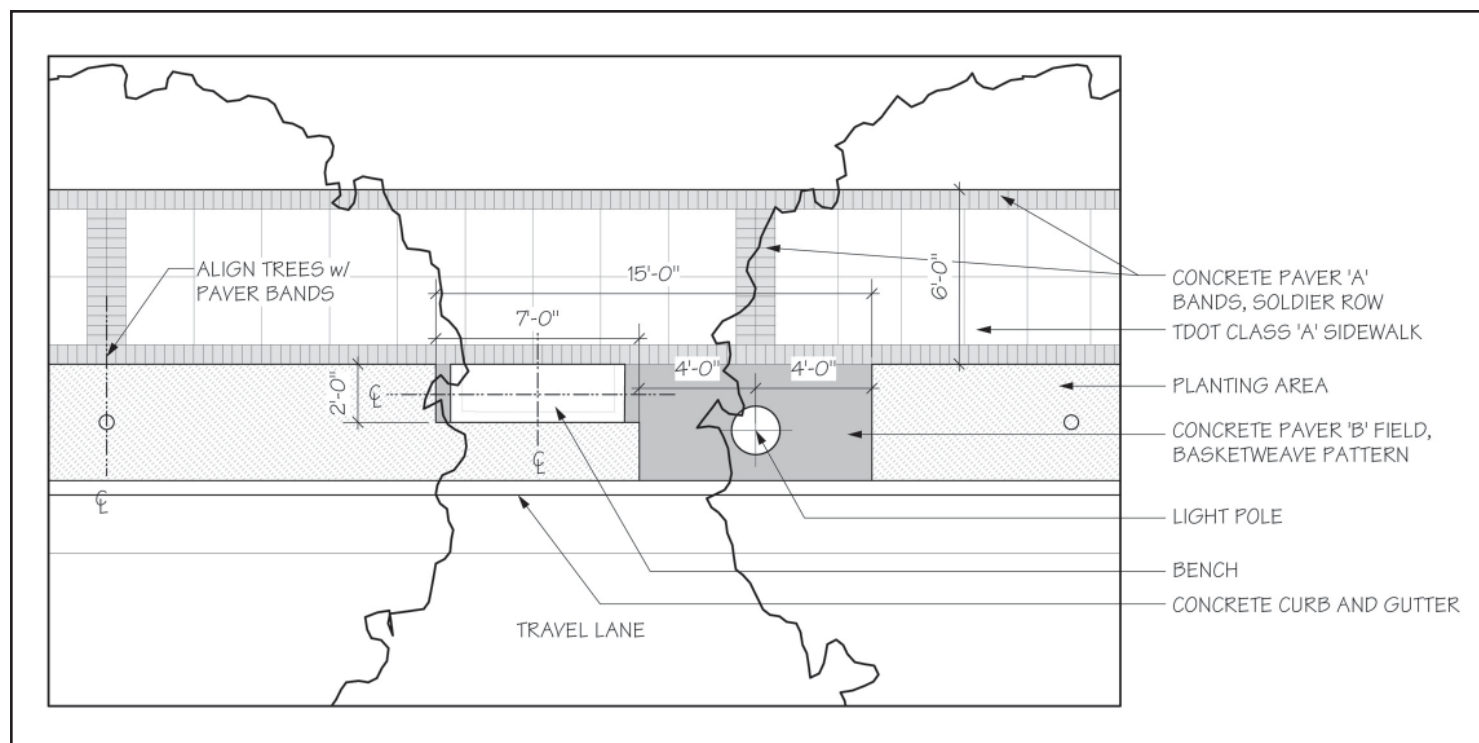 15'-0"
6'-0"
ALIGN TREES w/
PAVER BANDS
7'-0"
CONCRETE PAVER 'A'
BANDS, SOLDIER ROW
TDOT CLASS 'A' SIDEWALK
4'-0"
4'-0"
2'-0"
℄
PLANTING AREA
CONCRETE PAVER 'B' FIELD,
BASKETWEAVE PATTERN
℄
℄
LIGHT POLE
BENCH
CONCRETE CURB AND GUTTER
TRAVEL LANE